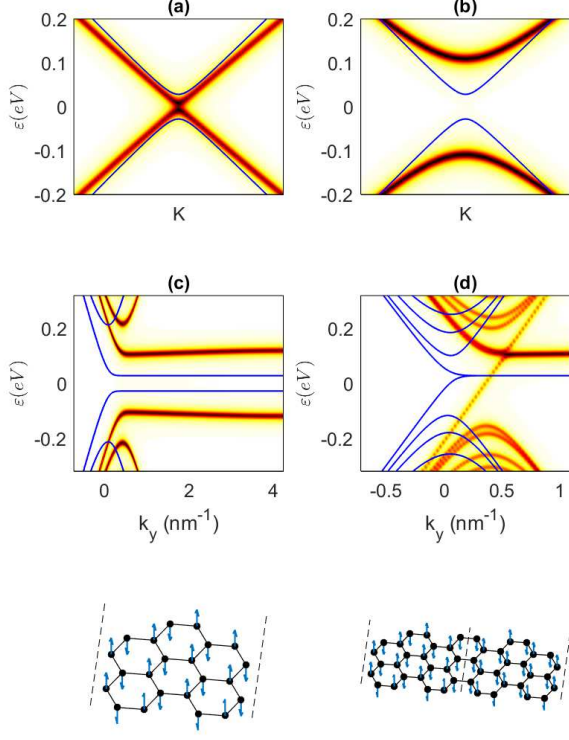 (a) (b)
0.2 0.2
0.1 0.1
ε(eV) 0 ε(eV) 0
-0.1 -0.1
-0.2 -0.2
K K
(c) (d)
0.2 0.2
ε(eV) 0 ε(eV) 0
-0.2 -0.2
0 2 4 -0.5 0 0.5 1
k_y (nm⁻¹) k_y (nm⁻¹)